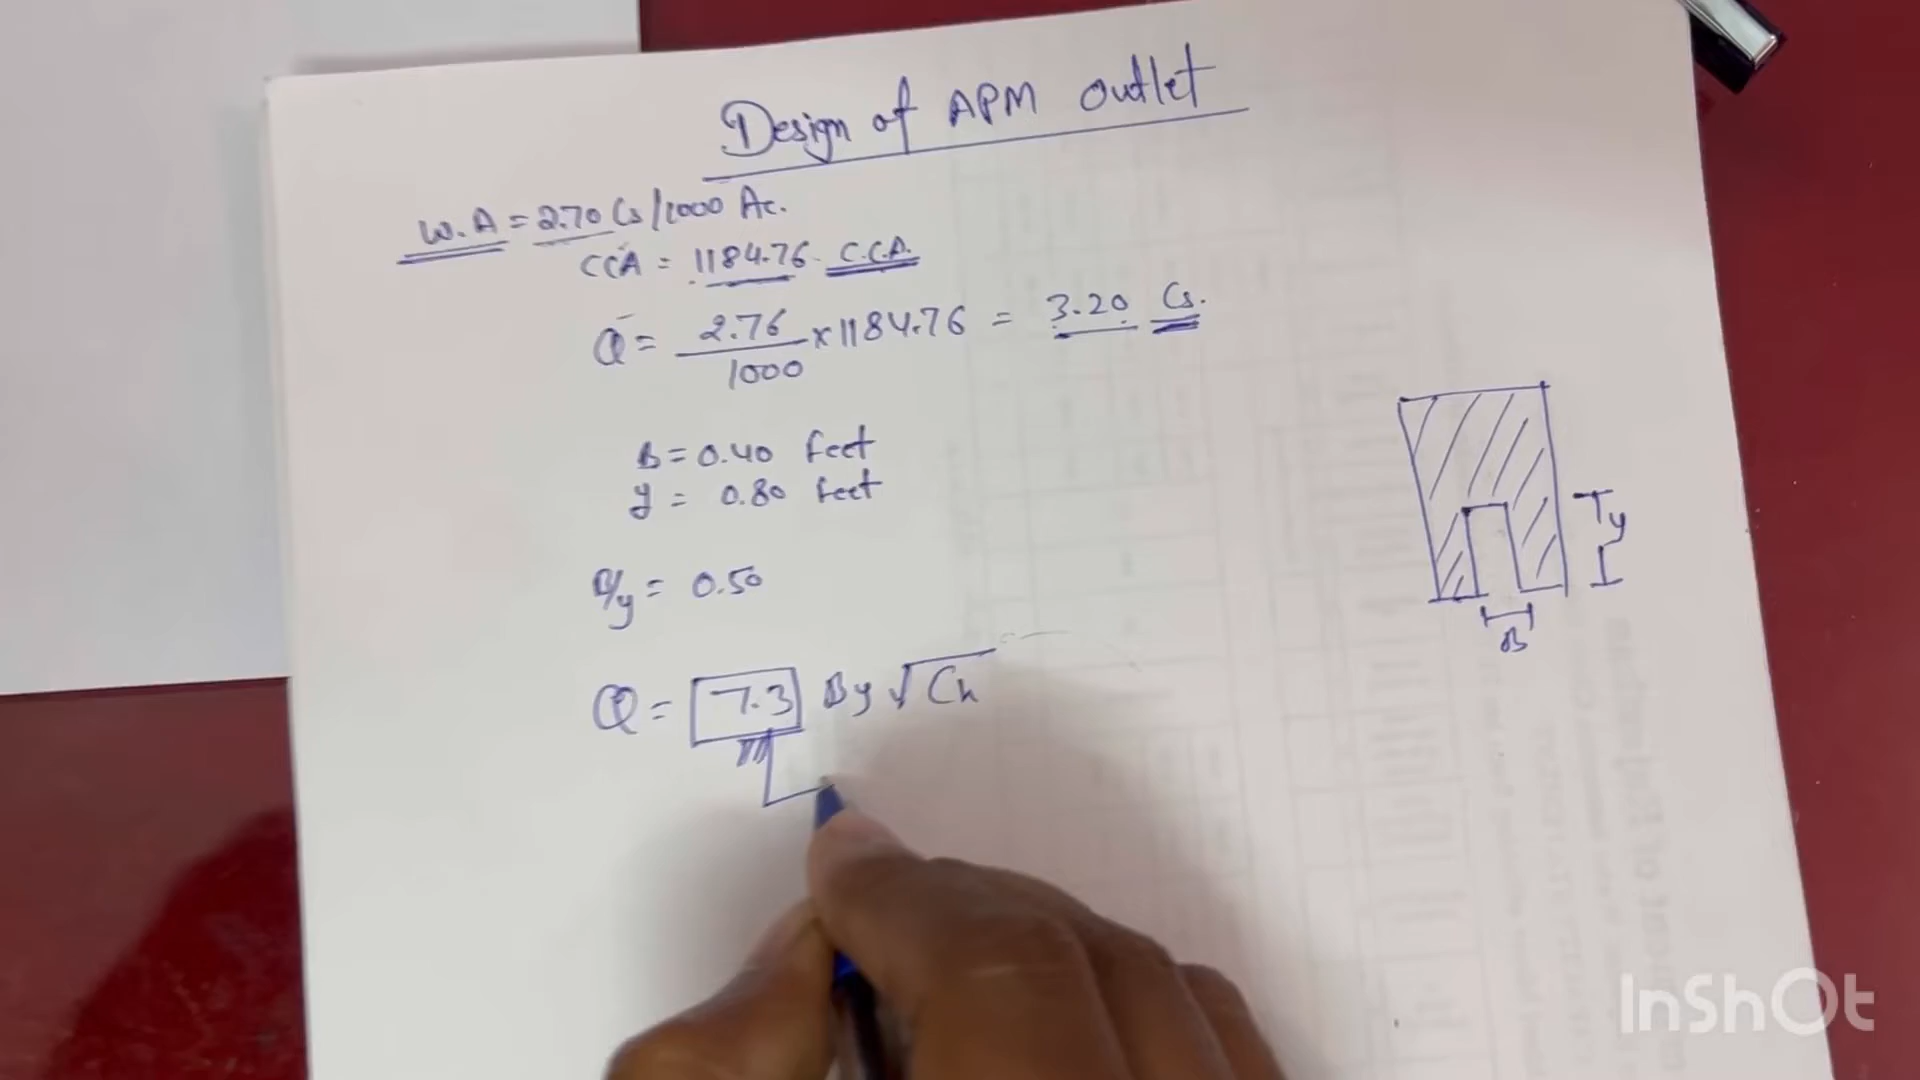 Design of APM Outlet
W.A = 2.70 Cs/1000 Ac.
CCA = 1184.76 C.C.A.
Q = 2.76/1000 x 1184.76 = 3.20 Cs.
B = 0.40 feet
y = 0.80 feet
B/y = 0.50
Q = 7.3 By √Ch
y
B
InShOt